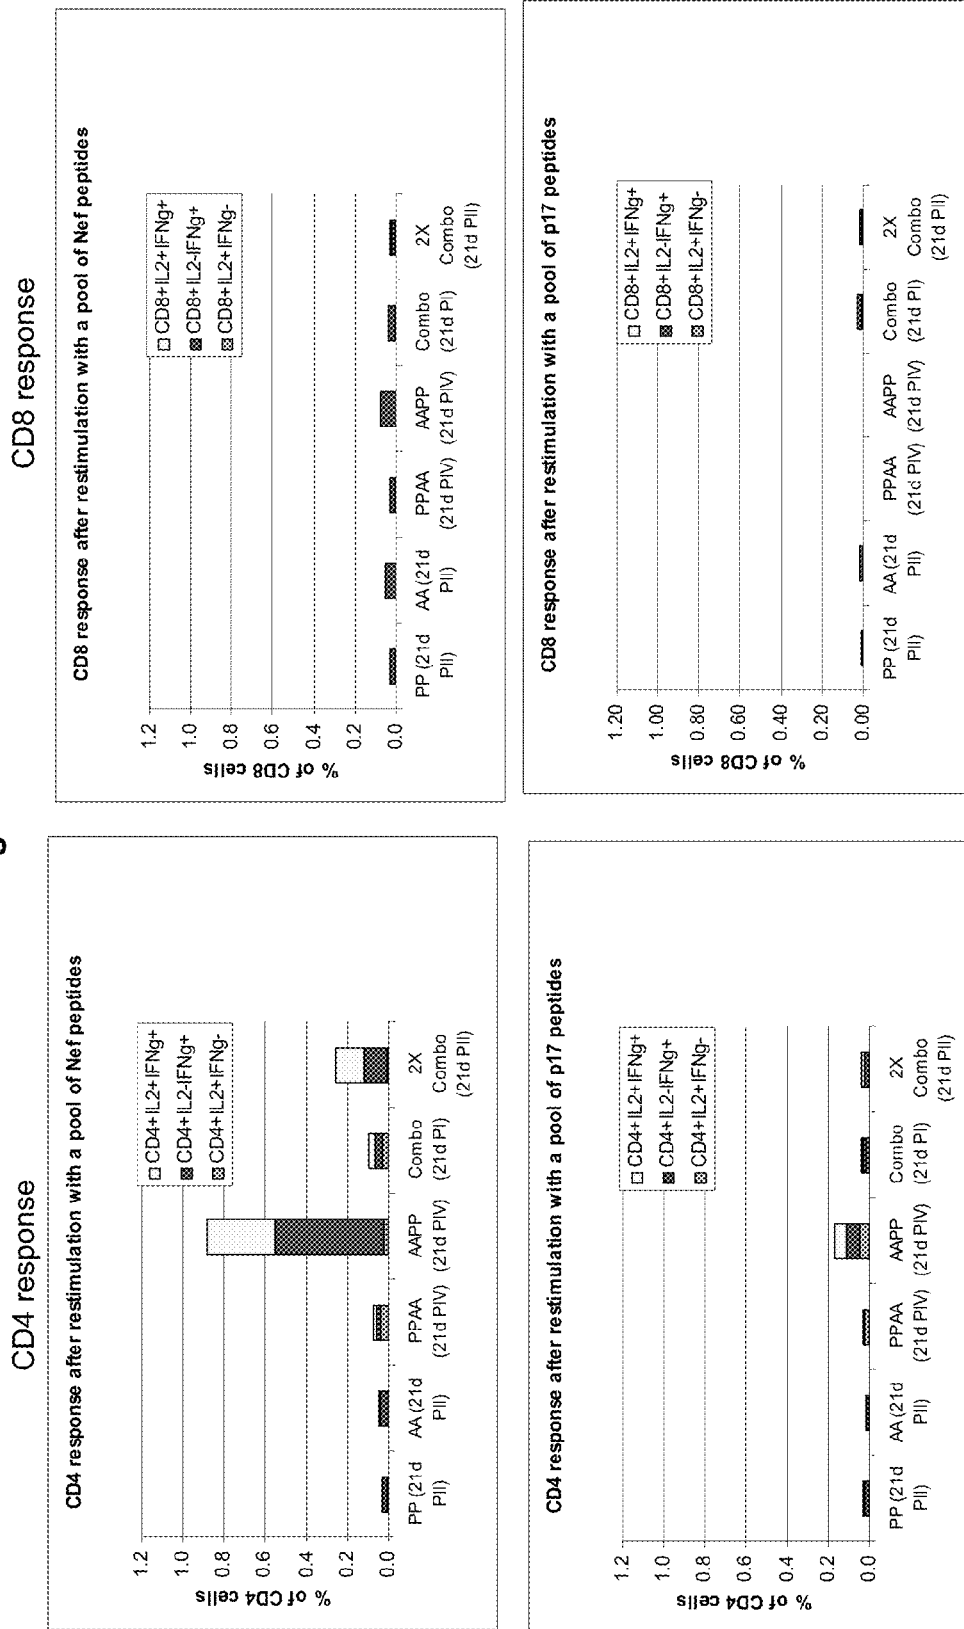 CD4 response
CD4 response after restimulation with a pool of Nef peptides
CD4+IL2+IFNg+
CD4+IL2-IFNg+
CD4+IL2+IFNg-
% of CD4 cells
1.2
1.0
0.8
0.6
0.4
0.2
0.0
PP (21d PII)
AA (21d PII)
PPAA (21d PIV)
AAPP (21d PIV)
Combo (21d PI)
2X Combo (21d PII)
CD8 response
CD8 response after restimulation with a pool of Nef peptides
CD8+IL2+IFNg+
CD8+IL2-IFNg+
CD8+IL2+IFNg-
% of CD8 cells
1.2
1.0
0.8
0.6
0.4
0.2
0.0
PP (21d PII)
AA (21d PII)
PPAA (21d PIV)
AAPP (21d PIV)
Combo (21d PI)
2X Combo (21d PII)
CD4 response after restimulation with a pool of p17 peptides
CD4+IL2+IFNg+
CD4+IL2-IFNg+
CD4+IL2+IFNg-
% of CD4 cells
1.2
1.0
0.8
0.6
0.4
0.2
0.0
PP (21d PII)
AA (21d PII)
PPAA (21d PIV)
AAPP (21d PIV)
Combo (21d PI)
2X Combo (21d PII)
CD8 response after restimulation with a pool of p17 peptides
CD8+IL2+IFNg+
CD8+IL2-IFNg+
CD8+IL2+IFNg-
% of CD8 cells
1.20
1.00
0.80
0.60
0.40
0.20
0.00
PP (21d PII)
AA (21d PII)
PPAA (21d PIV)
AAPP (21d PIV)
Combo (21d PI)
2X Combo (21d PII)